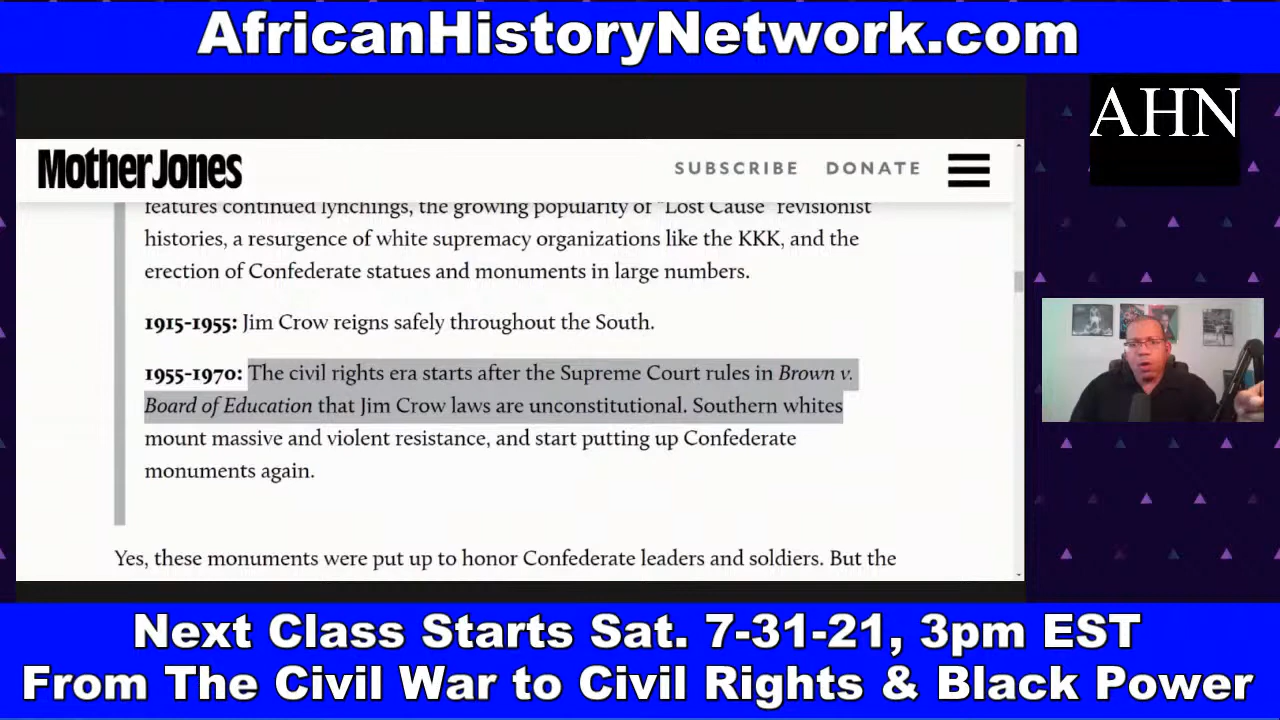 AfricanHistoryNetwork.com
AHN
Mother Jones
SUBSCRIBE DONATE
features continued lynchings, the growing popularity of "Lost Cause" revisionist
histories, a resurgence of white supremacy organizations like the KKK, and the
erection of Confederate statues and monuments in large numbers.
1915-1955: Jim Crow reigns safely throughout the South.
1955-1970: The civil rights era starts after the Supreme Court rules in Brown v.
Board of Education that Jim Crow laws are unconstitutional. Southern whites
mount massive and violent resistance, and start putting up Confederate
monuments again.
Yes, these monuments were put up to honor Confederate leaders and soldiers. But the
Next Class Starts Sat. 7-31-21, 3pm EST
From The Civil War to Civil Rights & Black Power